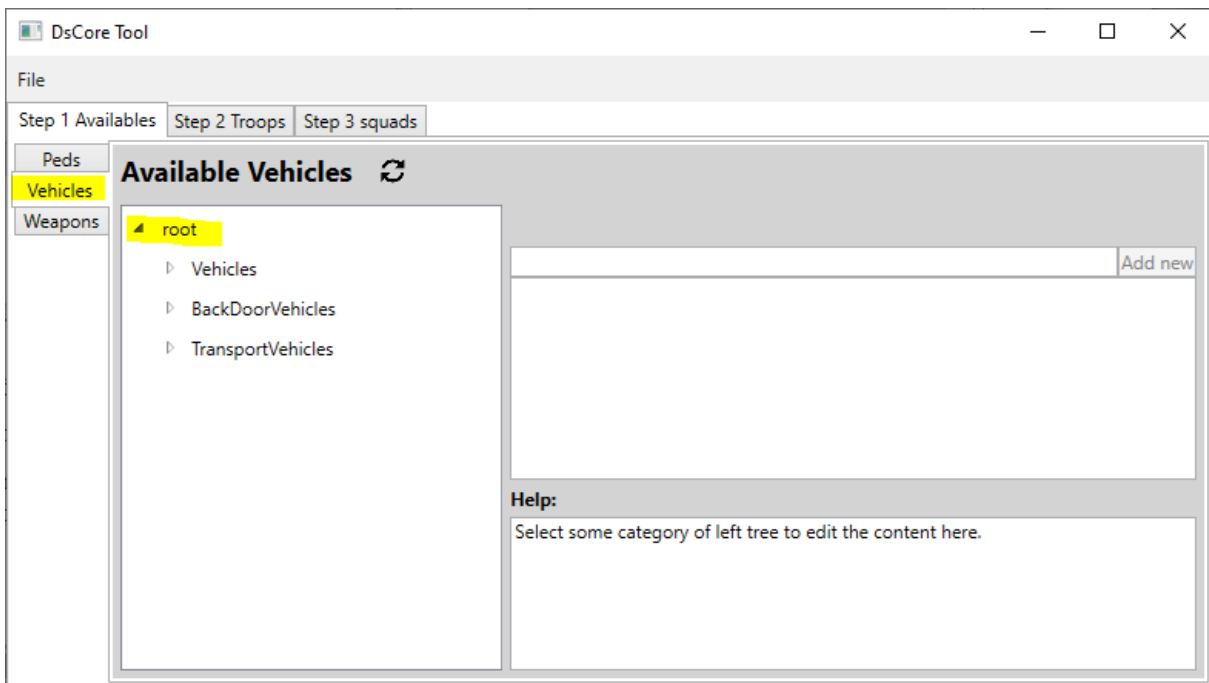 DsCore Tool
File
Step 1 Availables
Step 2 Troops
Step 3 squads
Peds
Vehicles
Weapons
Available Vehicles
root
Vehicles
BackDoorVehicles
TransportVehicles
Add new
Help:
Select some category of left tree to edit the content here.